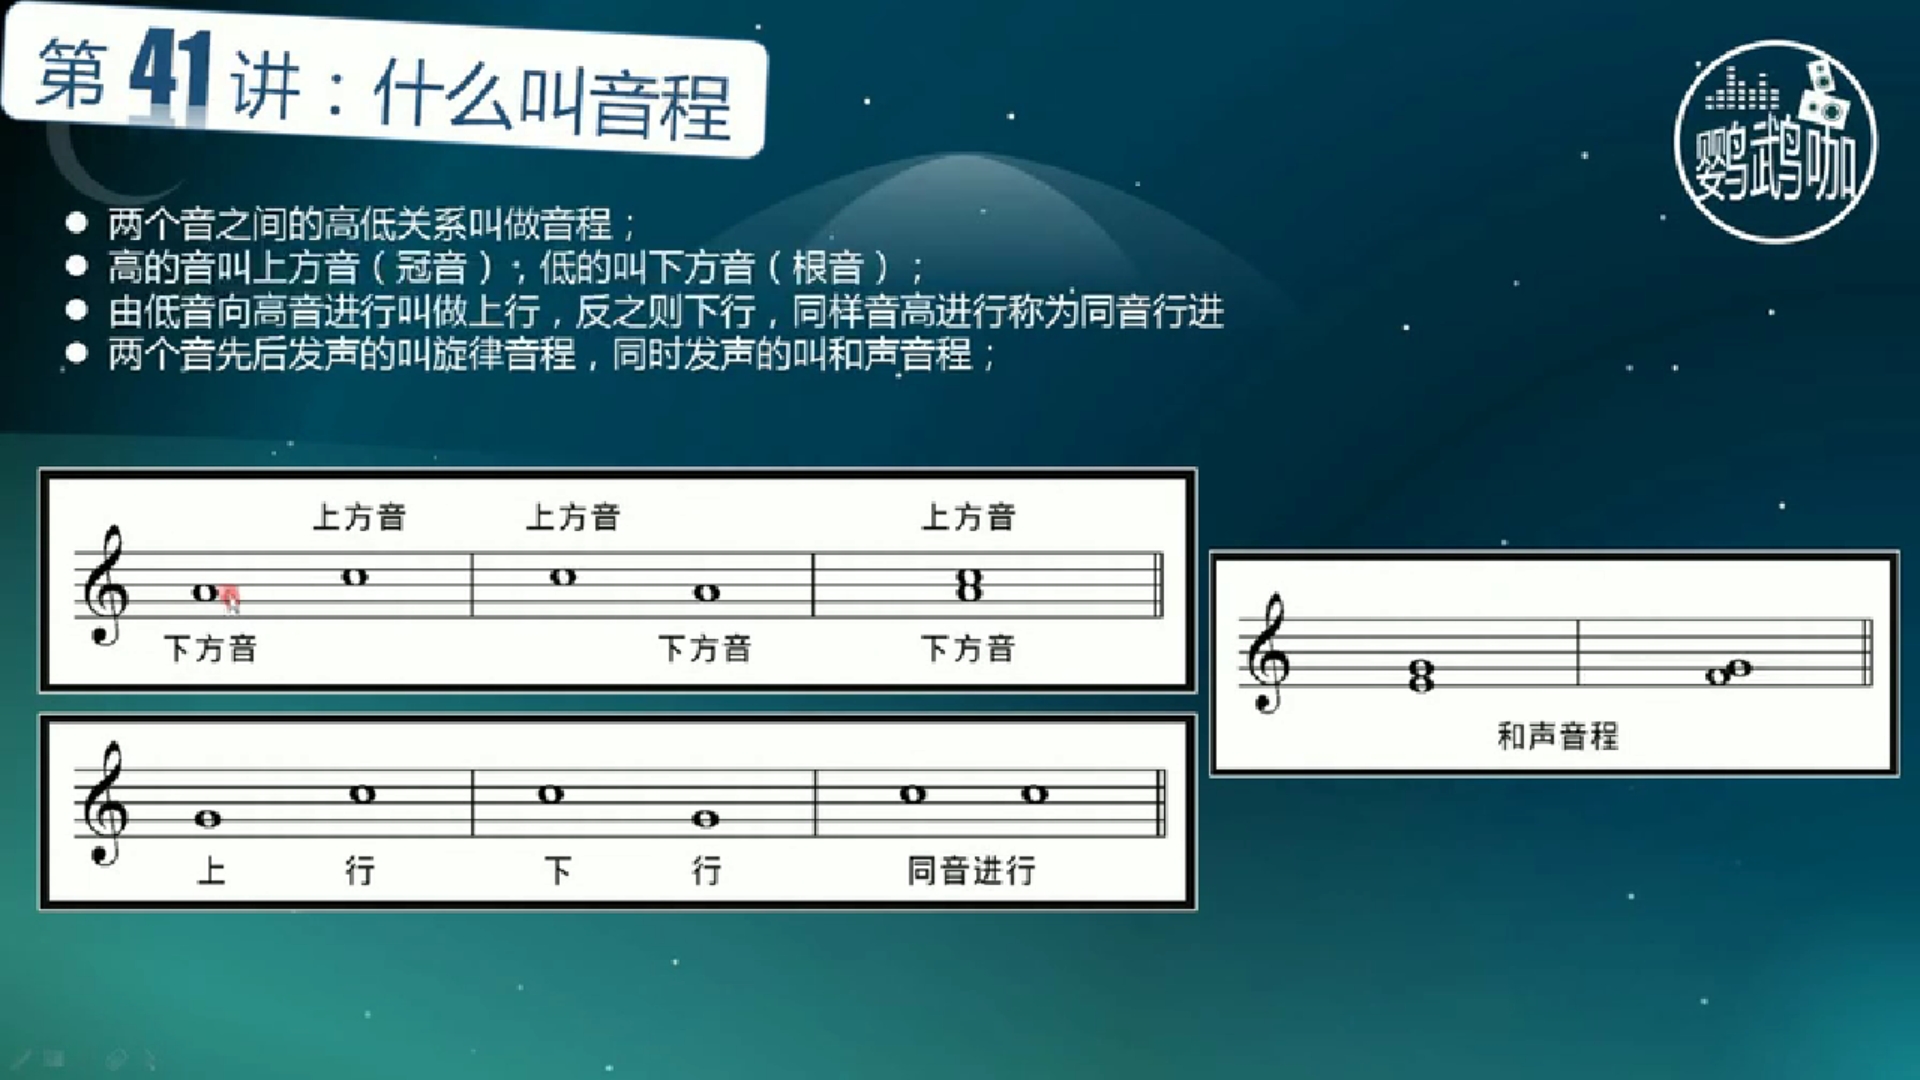 第41讲：什么叫音程
鹦鹉咖
两个音之间的高低关系叫做音程；
高的音叫上方音（冠音），低的叫下方音（根音）；
由低音向高音进行叫做上行，反之则下行，同样音高进行称为同音行进
两个音先后发声的叫旋律音程，同时发声的叫和声音程；
上方音 上方音 上方音
下方音 下方音 下方音
和声音程
上 行 下 行 同音进行